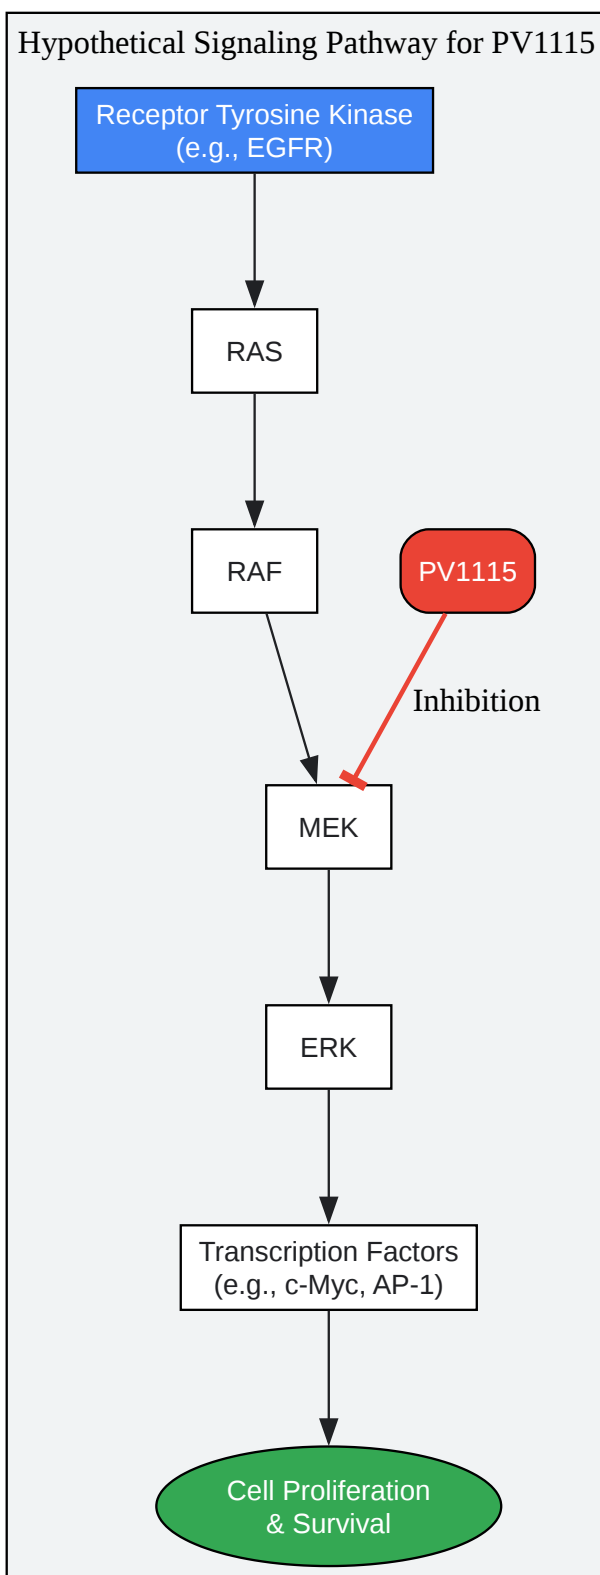 Hypothetical Signaling Pathway for PV1115
Receptor Tyrosine Kinase
(e.g., EGFR)
RAS
RAF
PV1115
Inhibition
MEK
ERK
Transcription Factors
(e.g., c-Myc, AP-1)
Cell Proliferation
& Survival